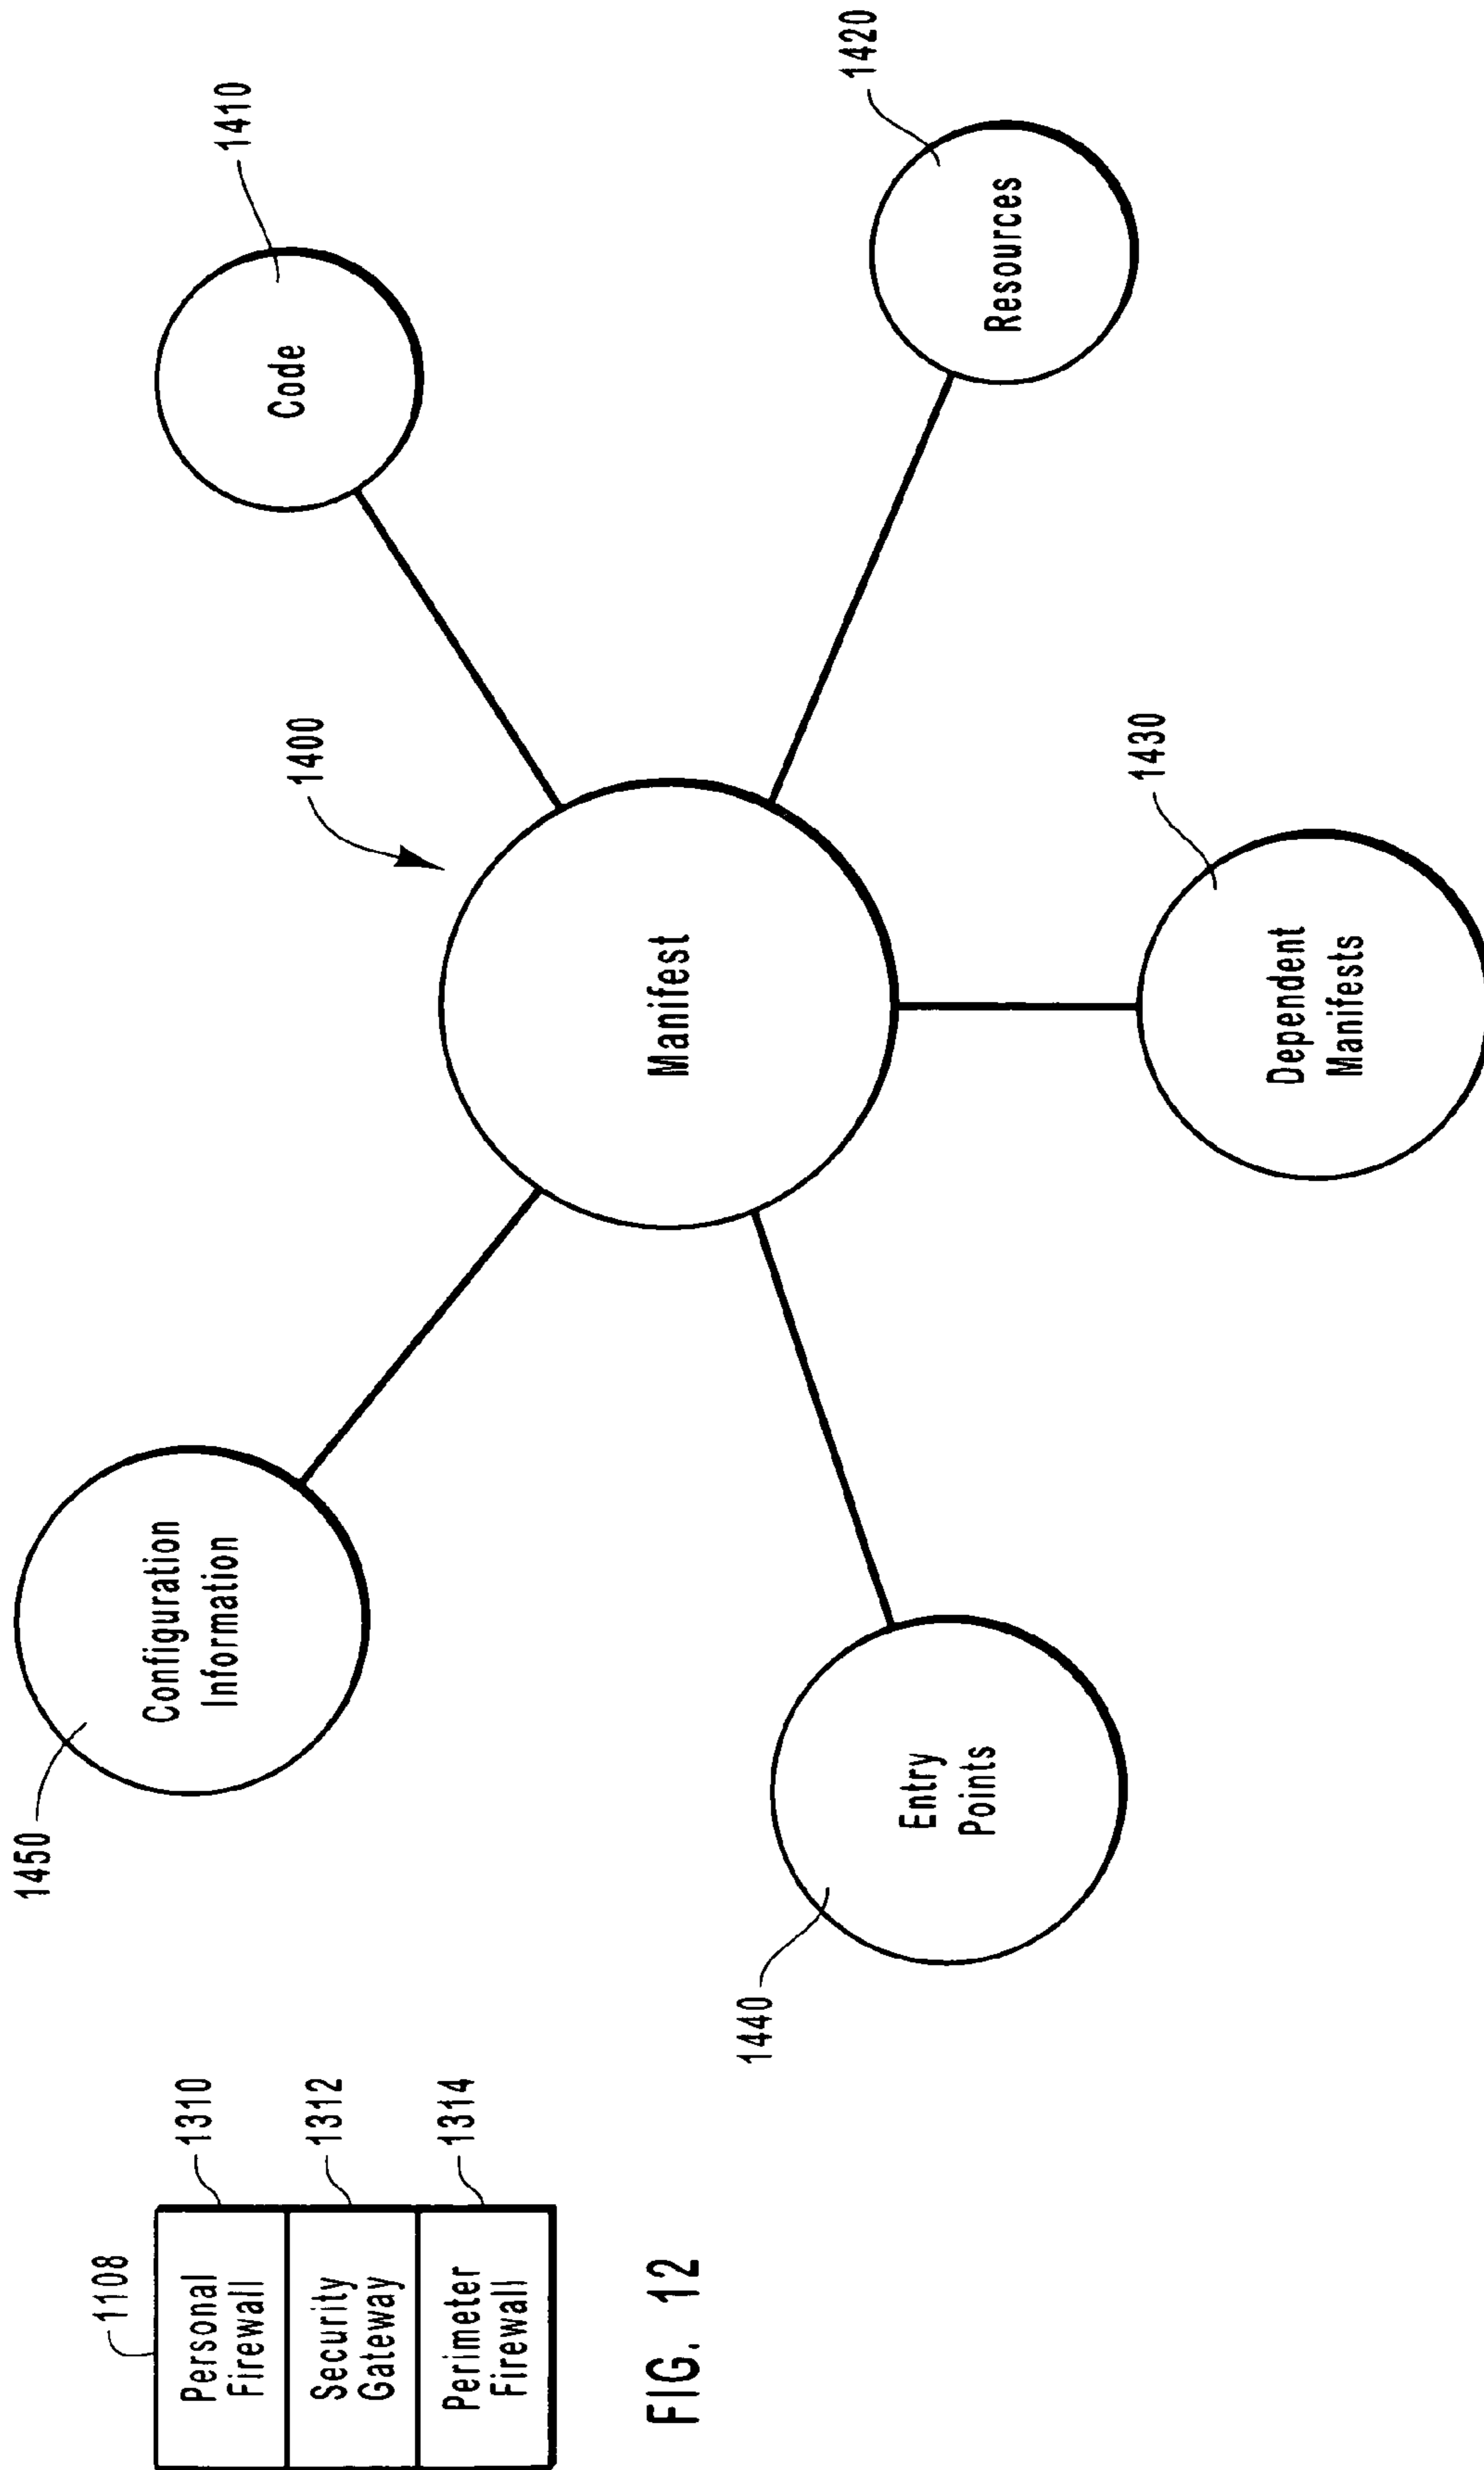 1108
Personal
Firewall
1310
Security
Gateway
1312
Perimeter
Firewall
1314
FIG. 12
1450
Configuration
Information
1440
Entry
Points
1400
Manifest
1430
Dependent
Manifests
1410
Code
1420
Resources